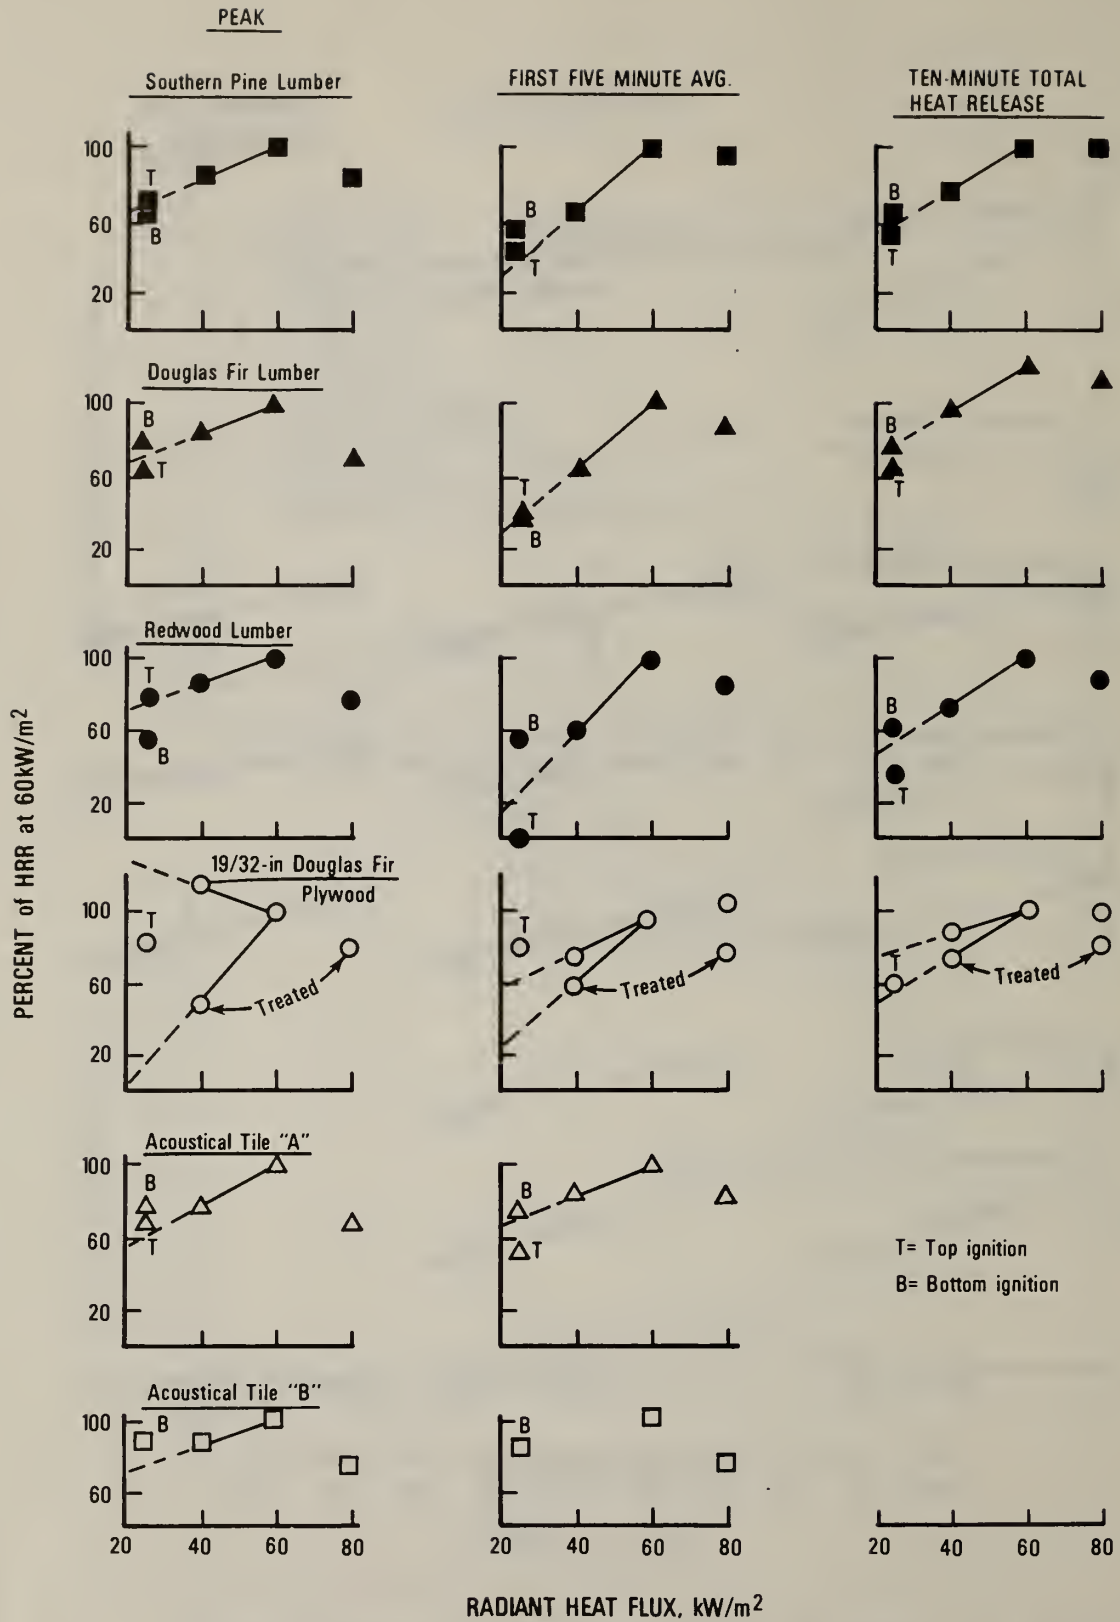 PEAK
Southern Pine Lumber
FIRST FIVE MINUTE AVG.
TEN-MINUTE TOTAL
HEAT RELEASE
100
60
20
T
B
B
T
B
T
Douglas Fir Lumber
100
60
20
B
T
T
B
B
T
Redwood Lumber
100
60
20
T
B
B
T
B
T
PERCENT of HRR at 60kW/m2
19/32-in Douglas Fir
Plywood
100
60
20
T
Treated
T
Treated
T
Treated
Acoustical Tile "A"
100
60
20
B
T
B
T
T= Top ignition
B= Bottom ignition
Acoustical Tile "B"
100
60
B
B
20 40 60 80 20 40 60 80 20 40 60 80
RADIANT HEAT FLUX, kW/m2